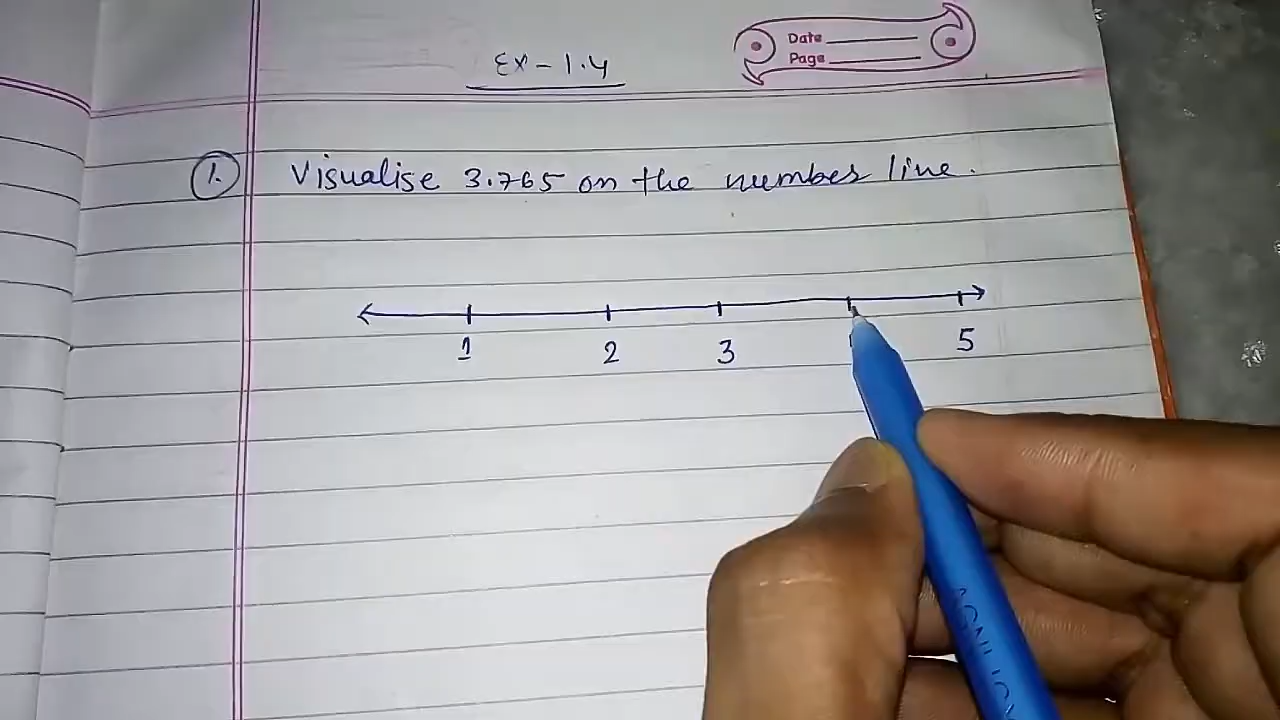 Ex - 1.4
Date
Page
1. Visualise 3.765 on the number line.
1 2 3 5